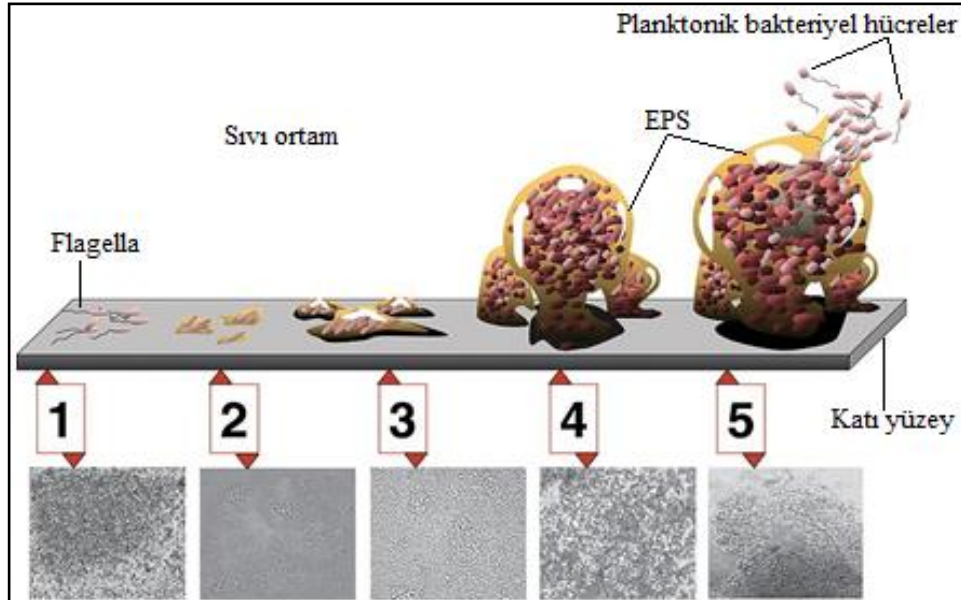 Planktonik bakteriyel hücreler
EPS
Sıvı ortam
Flagella
1
2
3
4
5
Katı yüzey